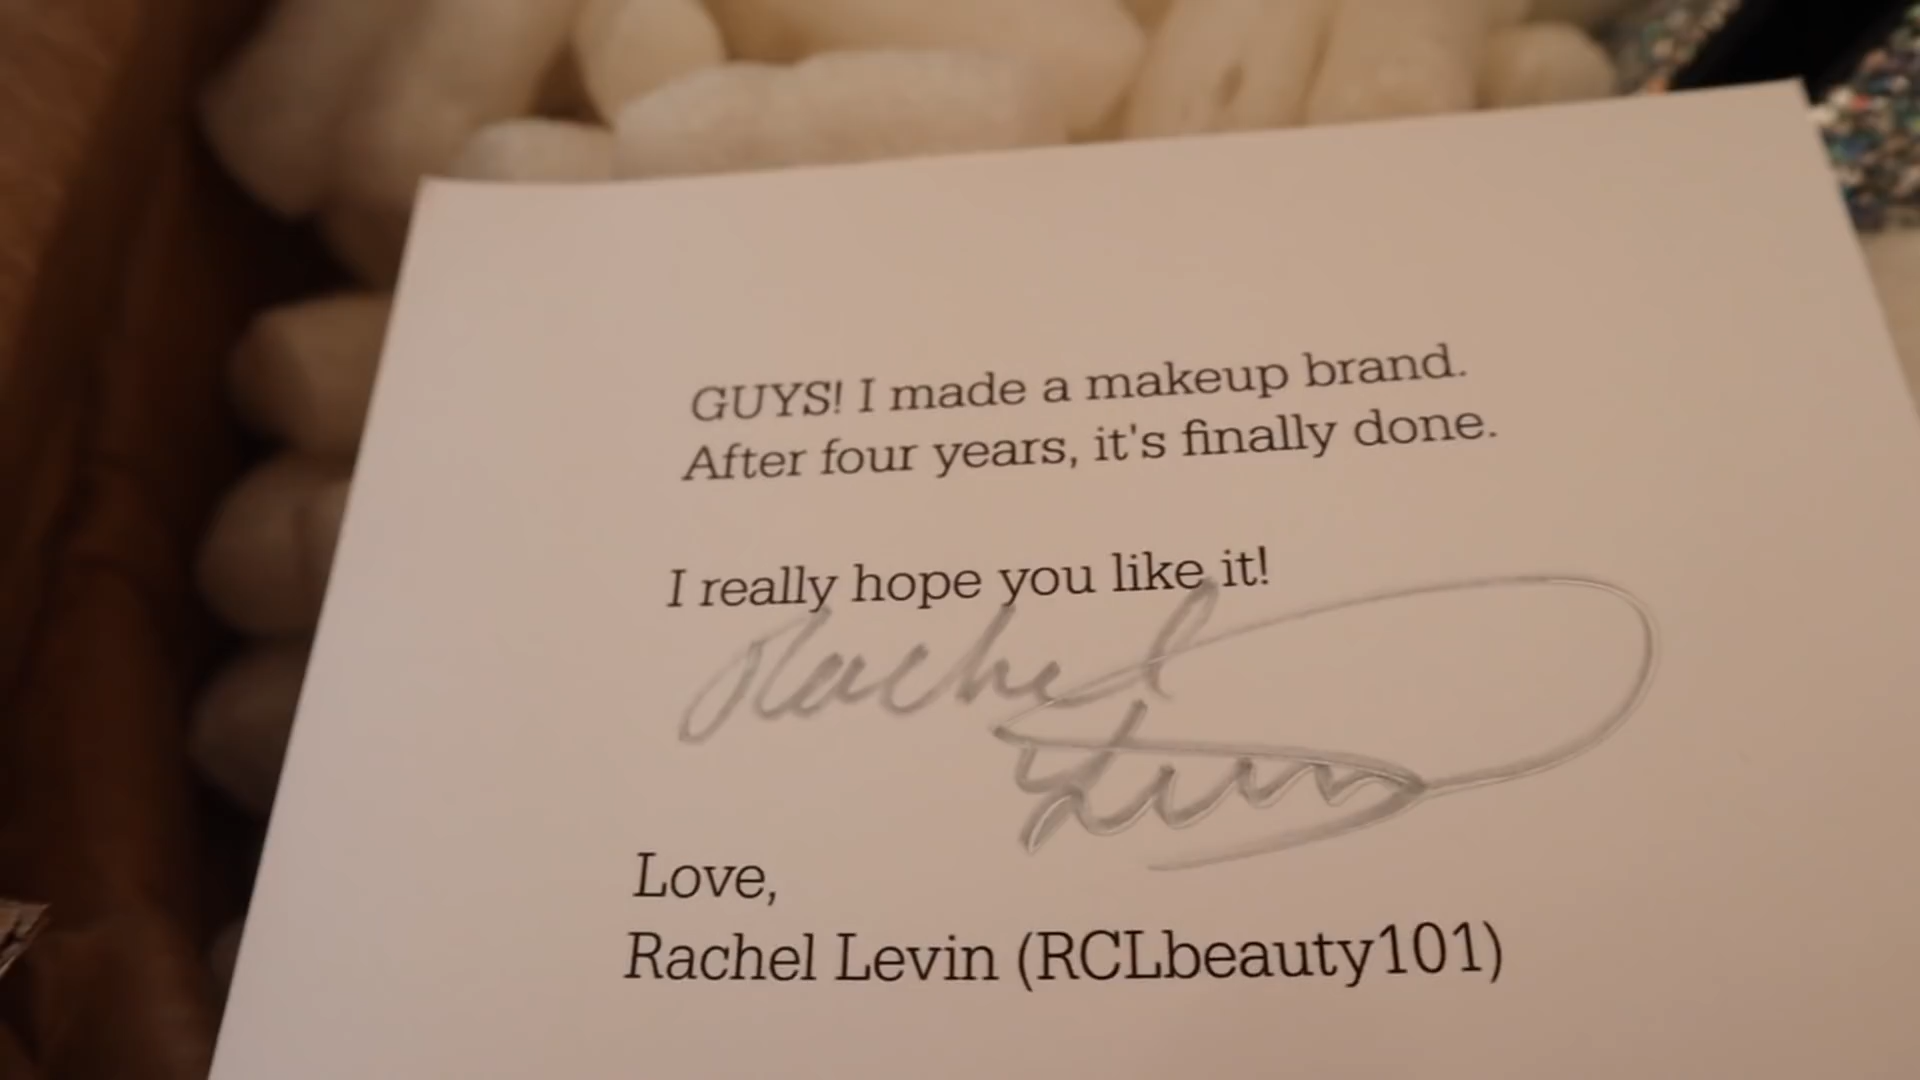 GUYS! I made a makeup brand.
After four years, it's finally done.
I really hope you like it!
Rachel
Levin
Love,
Rachel Levin (RCLbeauty101)